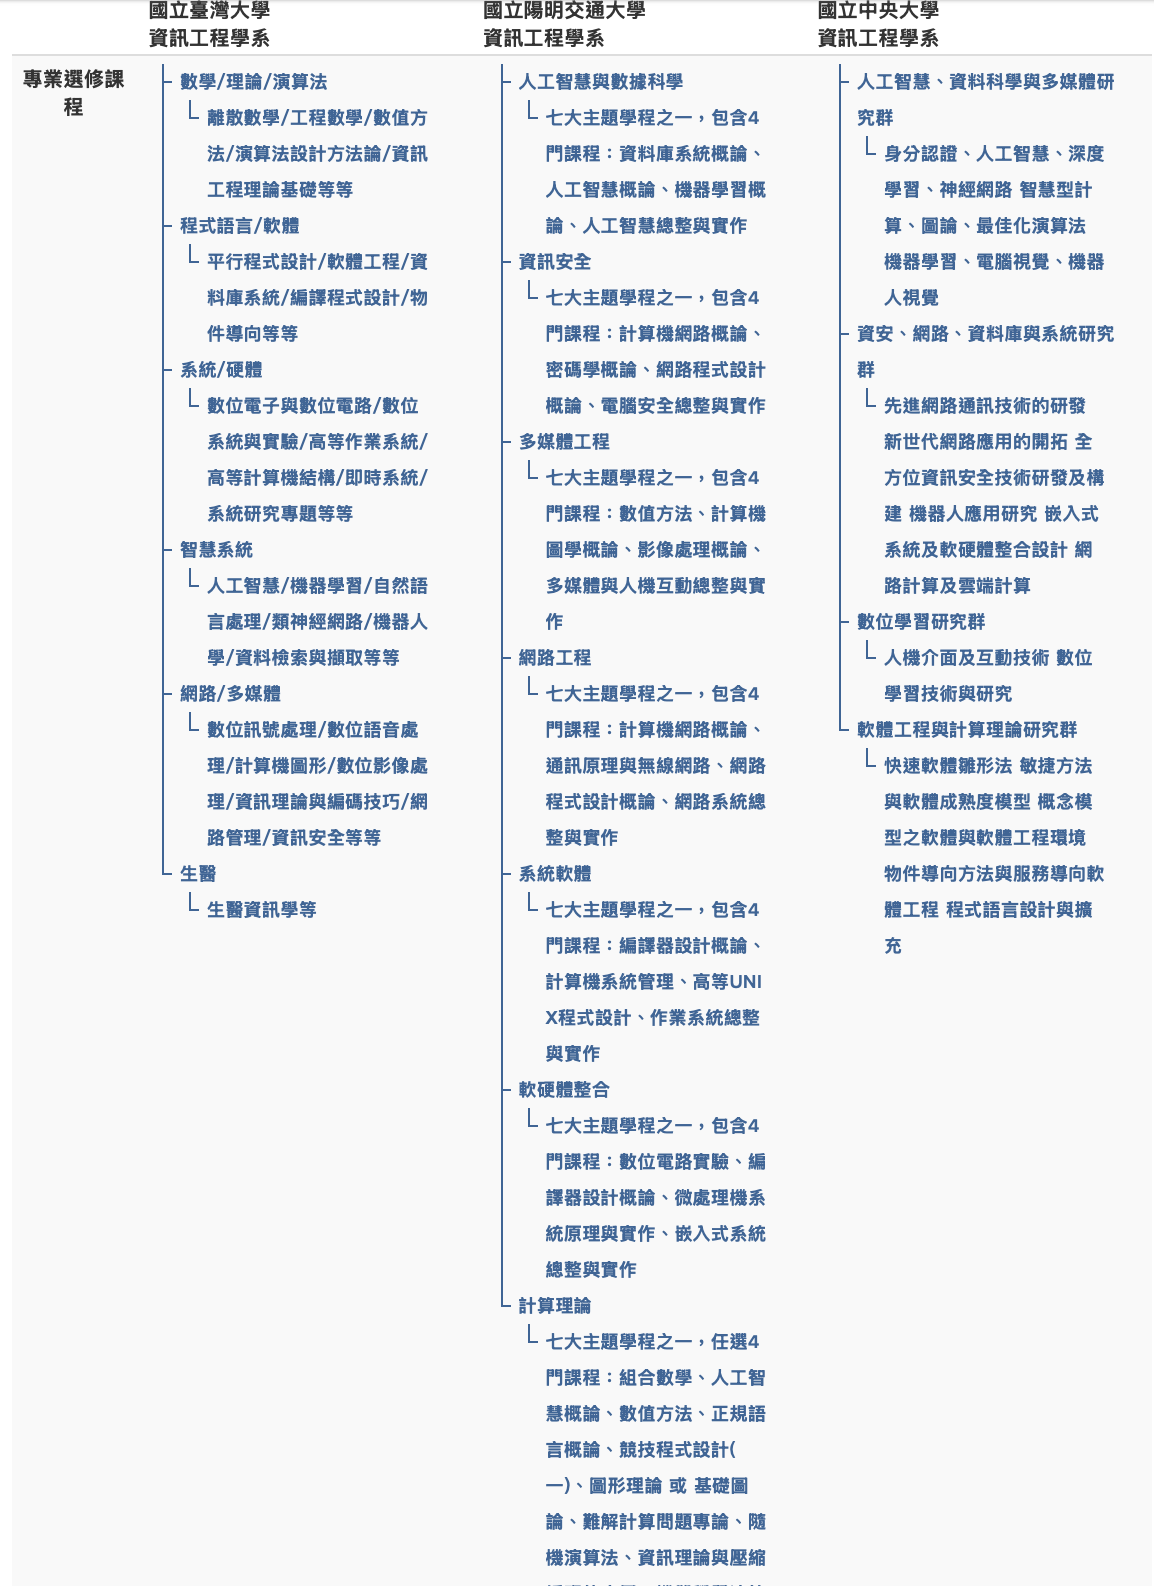 國立臺灣大學
資訊工程學系
國立陽明交通大學
資訊工程學系
國立中央大學
資訊工程學系
專業選修課
程
數學/理論/演算法
離散數學/工程數學/數值方
法/演算法設計方法論/資訊
工程理論基礎等等
程式語言/軟體
平行程式設計/軟體工程/資
料庫系統/編譯程式設計/物
件導向等等
系統/硬體
數位電子與數位電路/數位
系統與實驗/高等作業系統/
高等計算機結構/即時系統/
系統研究專題等等
智慧系統
人工智慧/機器學習/自然語
言處理/類神經網路/機器人
學/資料檢索與擷取等等
網路/多媒體
數位訊號處理/數位語音處
理/計算機圖形/數位影像處
理/資訊理論與編碼技巧/網
路管理/資訊安全等等
生醫
生醫資訊學等
人工智慧與數據科學
七大主題學程之一，包含4
門課程：資料庫系統概論、
人工智慧概論、機器學習概
論、人工智慧總整與實作
資訊安全
七大主題學程之一，包含4
門課程：計算機網路概論、
密碼學概論、網路程式設計
概論、電腦安全總整與實作
多媒體工程
七大主題學程之一，包含4
門課程：數值方法、計算機
圖學概論、影像處理概論、
多媒體與人機互動總整與實
作
網路工程
七大主題學程之一，包含4
門課程：計算機網路概論、
通訊原理與無線網路、網路
程式設計概論、網路系統總
整與實作
系統軟體
七大主題學程之一，包含4
門課程：編譯器設計概論、
計算機系統管理、高等UNI
X程式設計、作業系統總整
與實作
軟硬體整合
七大主題學程之一，包含4
門課程：數位電路實驗、編
譯器設計概論、微處理機系
統原理與實作、嵌入式系統
總整與實作
計算理論
七大主題學程之一，任選4
門課程：組合數學、人工智
慧概論、數值方法、正規語
言概論、競技程式設計(
一)、圖形理論 或 基礎圖
論、難解計算問題專論、隨
機演算法、資訊理論與壓縮
人工智慧、資料科學與多媒體研
究群
身分認證、人工智慧、深度
學習、神經網路 智慧型計
算、圖論、最佳化演算法
機器學習、電腦視覺、機器
人視覺
資安、網路、資料庫與系統研究
群
先進網路通訊技術的研發
新世代網路應用的開拓 全
方位資訊安全技術研發及構
建 機器人應用研究 嵌入式
系統及軟硬體整合設計 網
路計算及雲端計算
數位學習研究群
人機介面及互動技術 數位
學習技術與研究
軟體工程與計算理論研究群
快速軟體雛形法 敏捷方法
與軟體成熟度模型 概念模
型之軟體與軟體工程環境
物件導向方法與服務導向軟
體工程 程式語言設計與擴
充